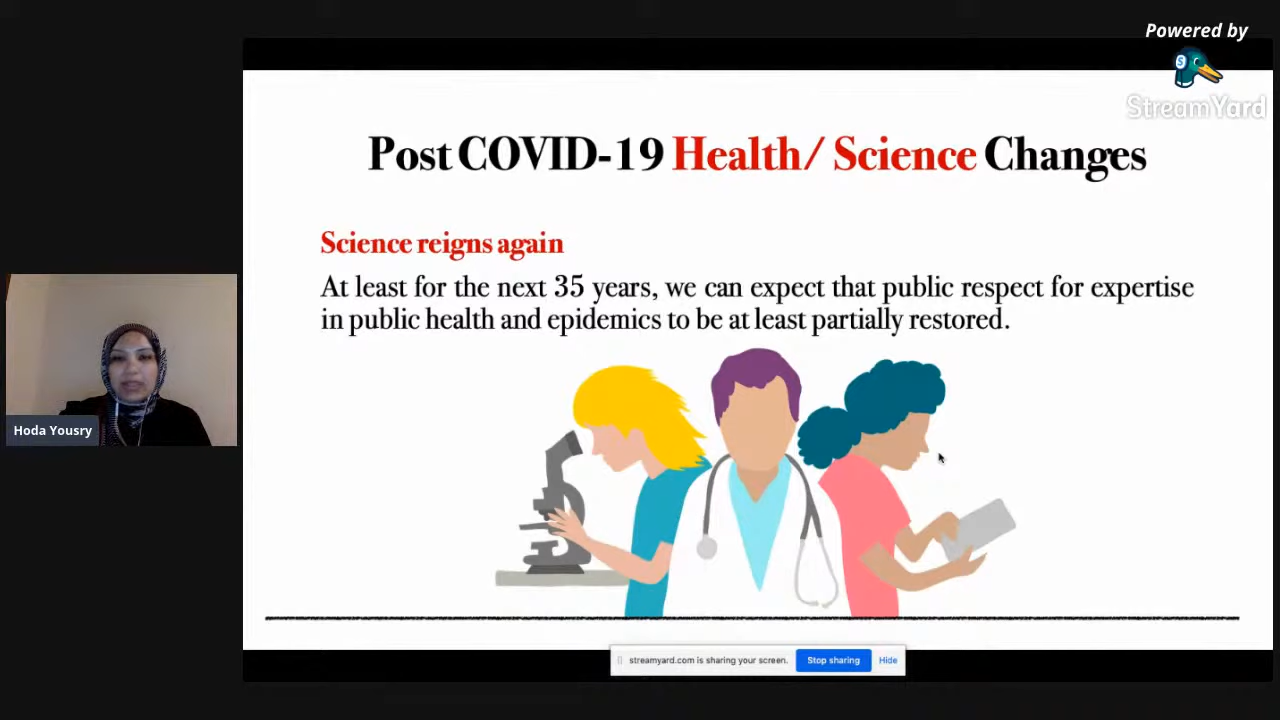 Powered by
StreamYard
Post COVID-19 Health/ Science Changes
Science reigns again
At least for the next 35 years, we can expect that public respect for expertise
in public health and epidemics to be at least partially restored.
Hoda Yousry
streamyard.com is sharing your screen. Stop sharing Hide